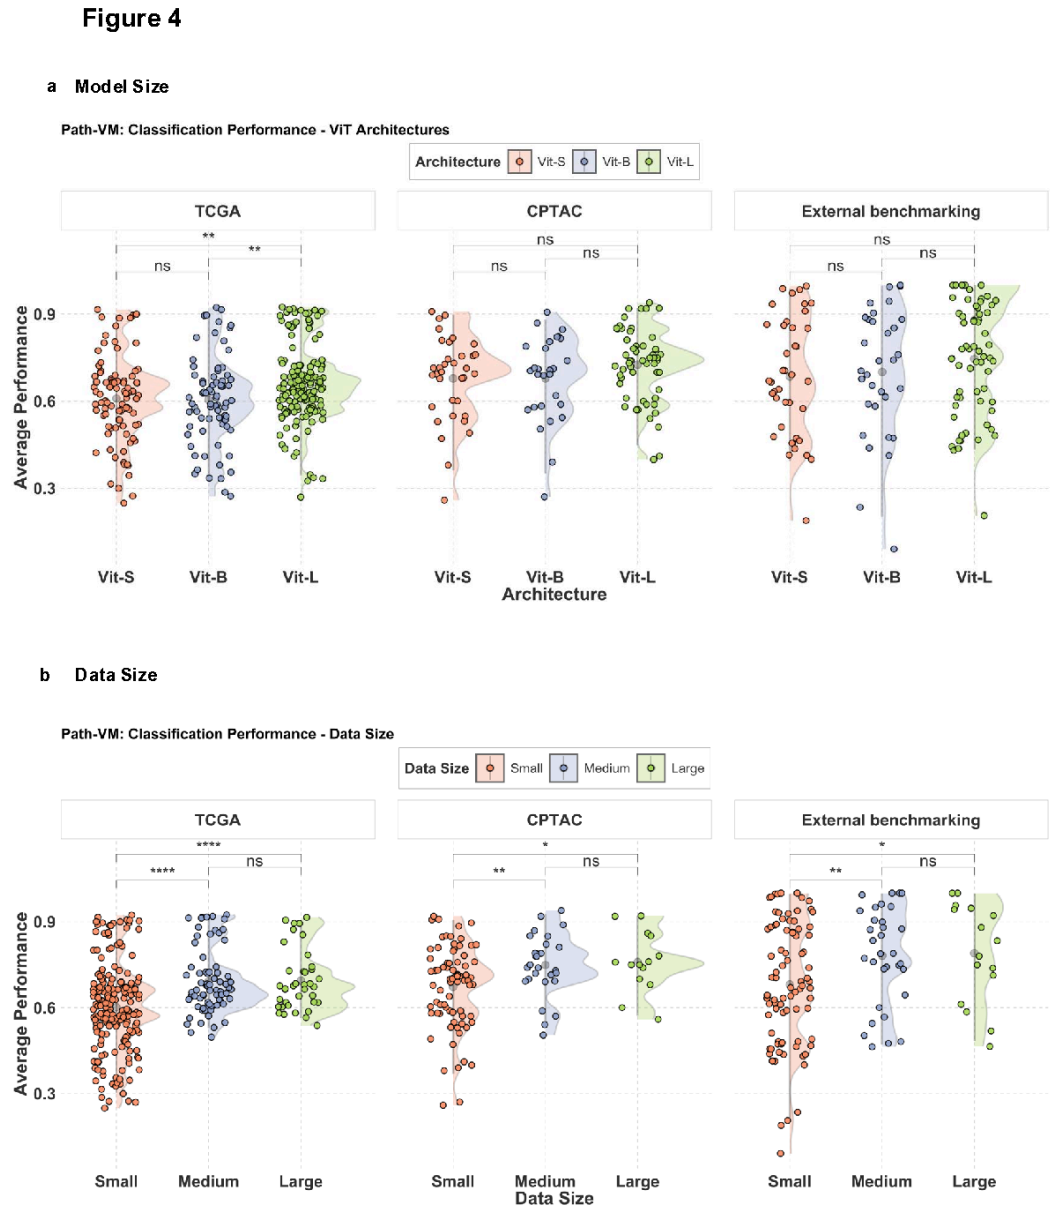 Figure 4
a Model Size
Path-VM: Classification Performance - ViT Architectures
Architecture Vit-S Vit-B Vit-L
TCGA CPTAC External benchmarking
** ns ns
** ns ns
ns ns ns
Average Performance
0.9
0.6
0.3
Vit-S Vit-B Vit-L Vit-S Vit-B Vit-L Vit-S Vit-B Vit-L
Architecture
b Data Size
Path-VM: Classification Performance - Data Size
Data Size Small Medium Large
TCGA CPTAC External benchmarking
**** * *
ns ns ns
**** ** **
Average Performance
0.9
0.6
0.3
Small Medium Large Small Medium Large Small Medium Large
Data Size